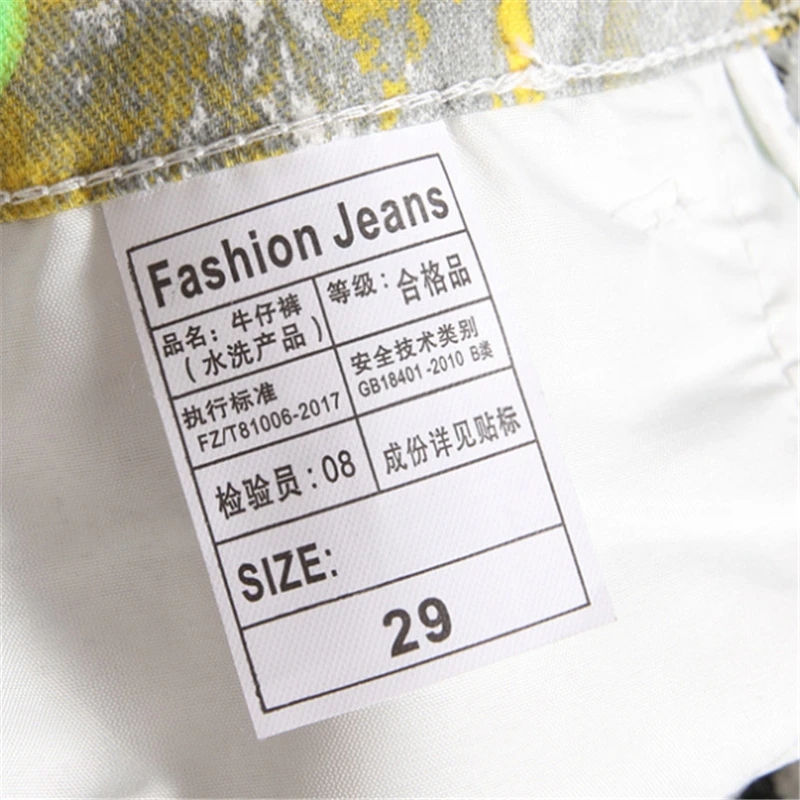 Fashion Jeans
品名：牛仔裤
（水洗产品）
等级：合格品
执行标准
FZ/T81006-2017
安全技术类别
GB18401-2010 B类
检验员：08
成份详见贴标
SIZE:
29